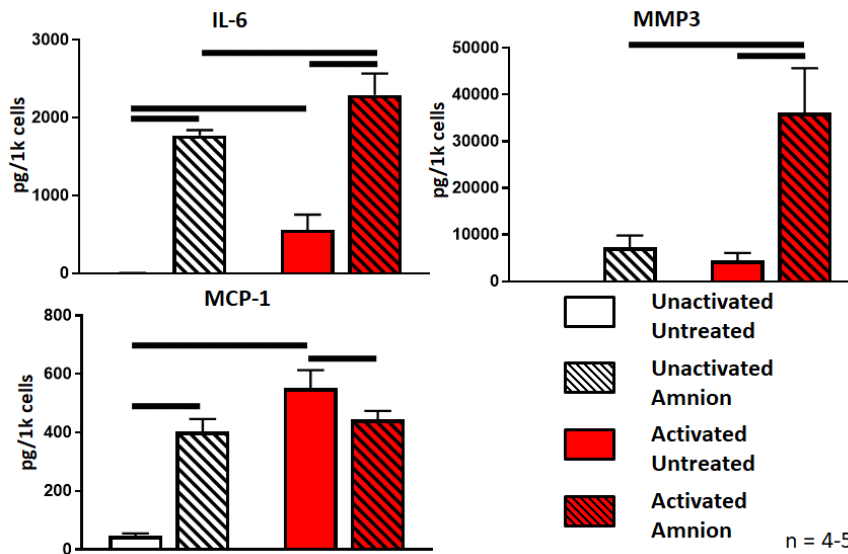 IL-6
3000
2000
1000
0
pg/1k cells
MMP3
50000
40000
30000
20000
10000
0
pg/1k cells
MCP-1
800
600
400
200
0
pg/1k cells
Unactivated
Untreated
Unactivated
Amnion
Activated
Untreated
Activated
Amnion
n = 4-5